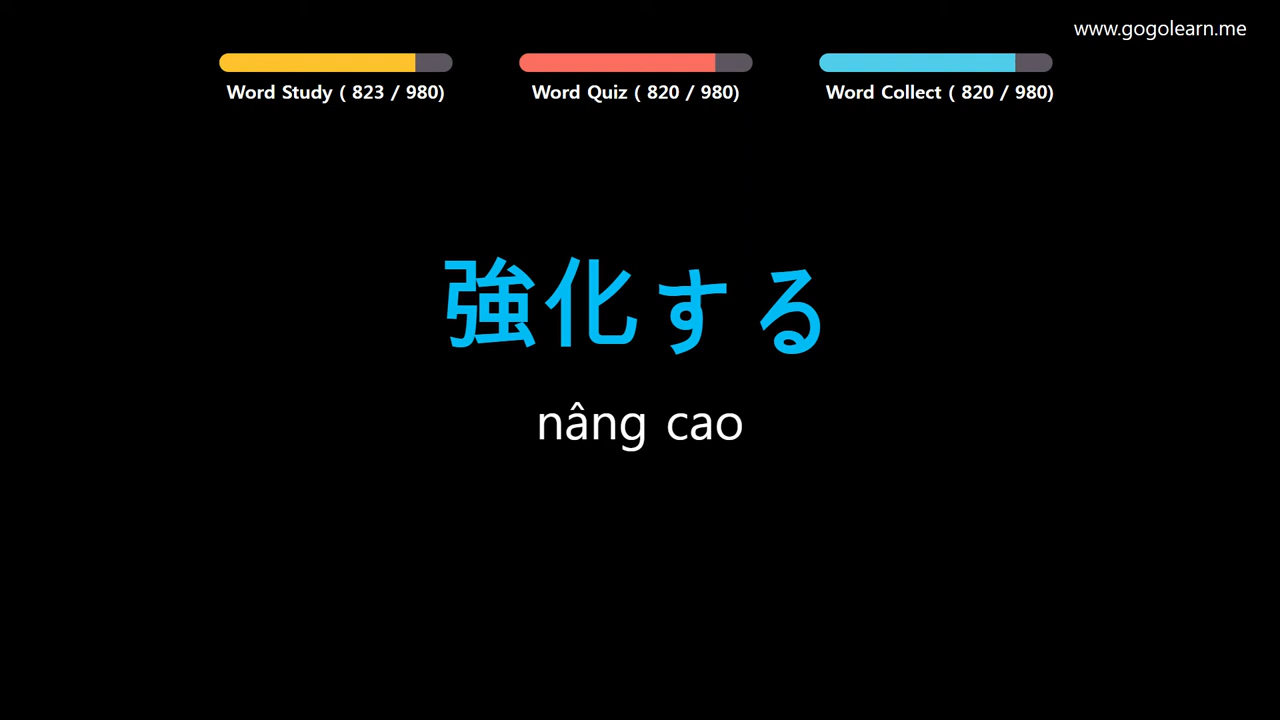 www.gogolearn.me
Word Study ( 823 / 980)
Word Quiz ( 820 / 980)
Word Collect ( 820 / 980)
強化する
nâng cao